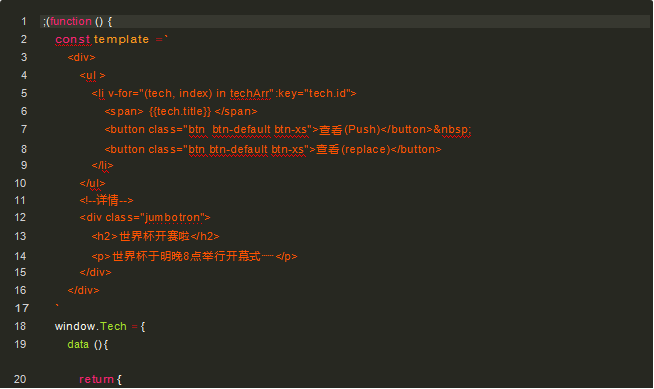 1 ;(function () {
2 const template =`
3 <div>
4 <ul >
5 <li v-for="(tech, index) in techArr":key="tech.id">
6 <span> {{tech.title}} </span>
7 <button class="btn btn-default btn-xs">查看(Push)</button>&nbsp;
8 <button class="btn btn-default btn-xs">查看(replace)</button>
9 </li>
10 </ul>
11 <!--详情-->
12 <div class="jumbotron">
13 <h2>世界杯开赛啦</h2>
14 <p>世界杯于明晚8点举行开幕式┈</p>
15 </div>
16 </div>
17 `
18 window.Tech = {
19 data (){
20 return {